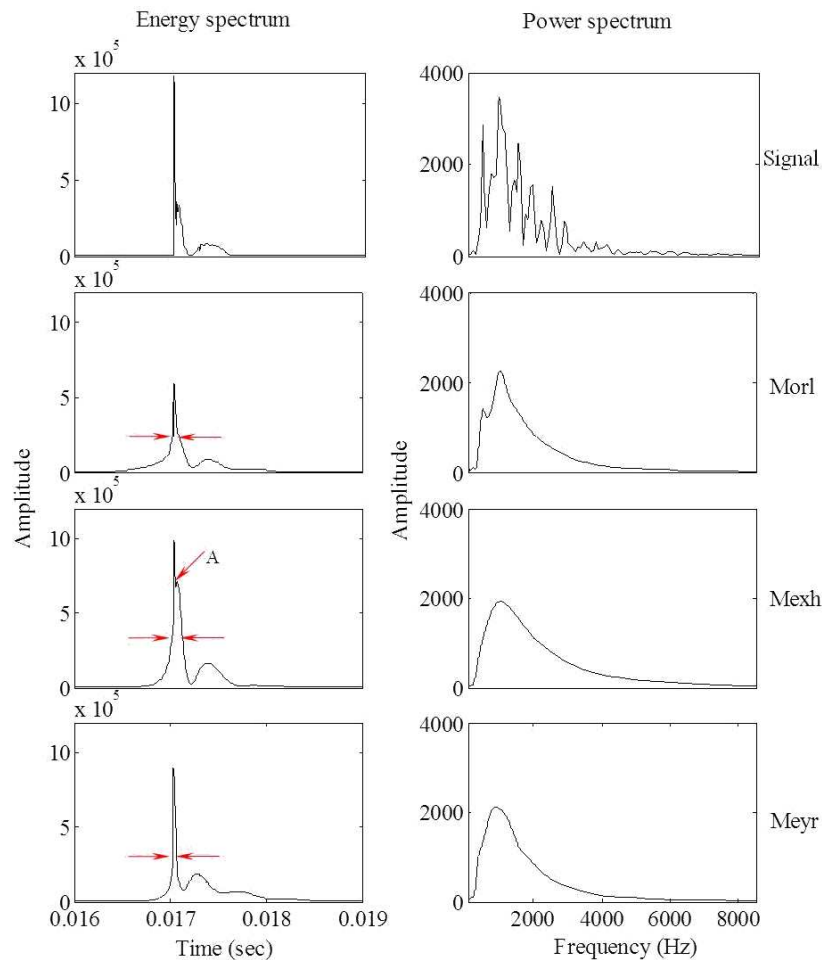 Energy spectrum
Power spectrum
x 10^5
10
5
0
4000
2000
0
Signal
x 10^5
10
5
0
4000
2000
0
Morl
x 10^5
10
5
0
A
4000
2000
0
Mexh
x 10^5
10
5
0
0.016
0.017
0.018
0.019
4000
2000
0
2000
4000
6000
8000
Meyr
Amplitude
Amplitude
Time (sec)
Frequency (Hz)